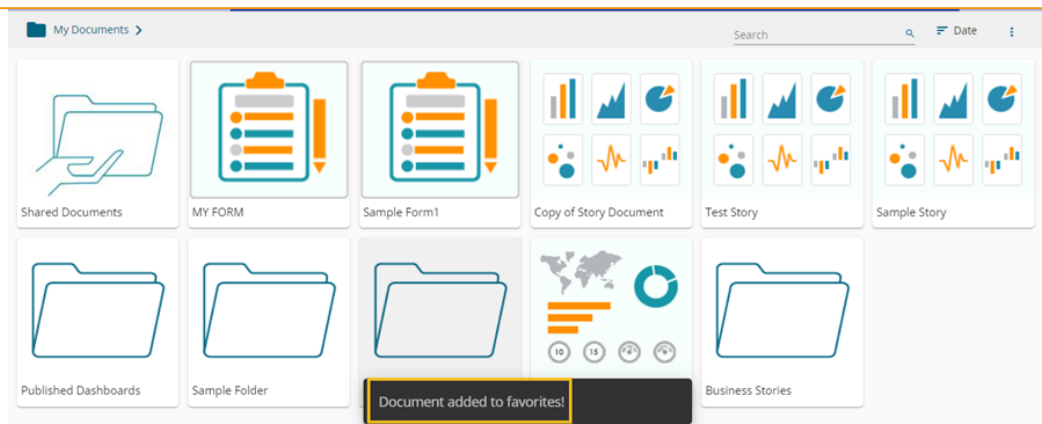 My Documents
Search
Date
Shared Documents
MY FORM
Sample Form1
Copy of Story Document
Test Story
Sample Story
10
15
Published Dashboards
Sample Folder
Business Stories
Document added to favorites!